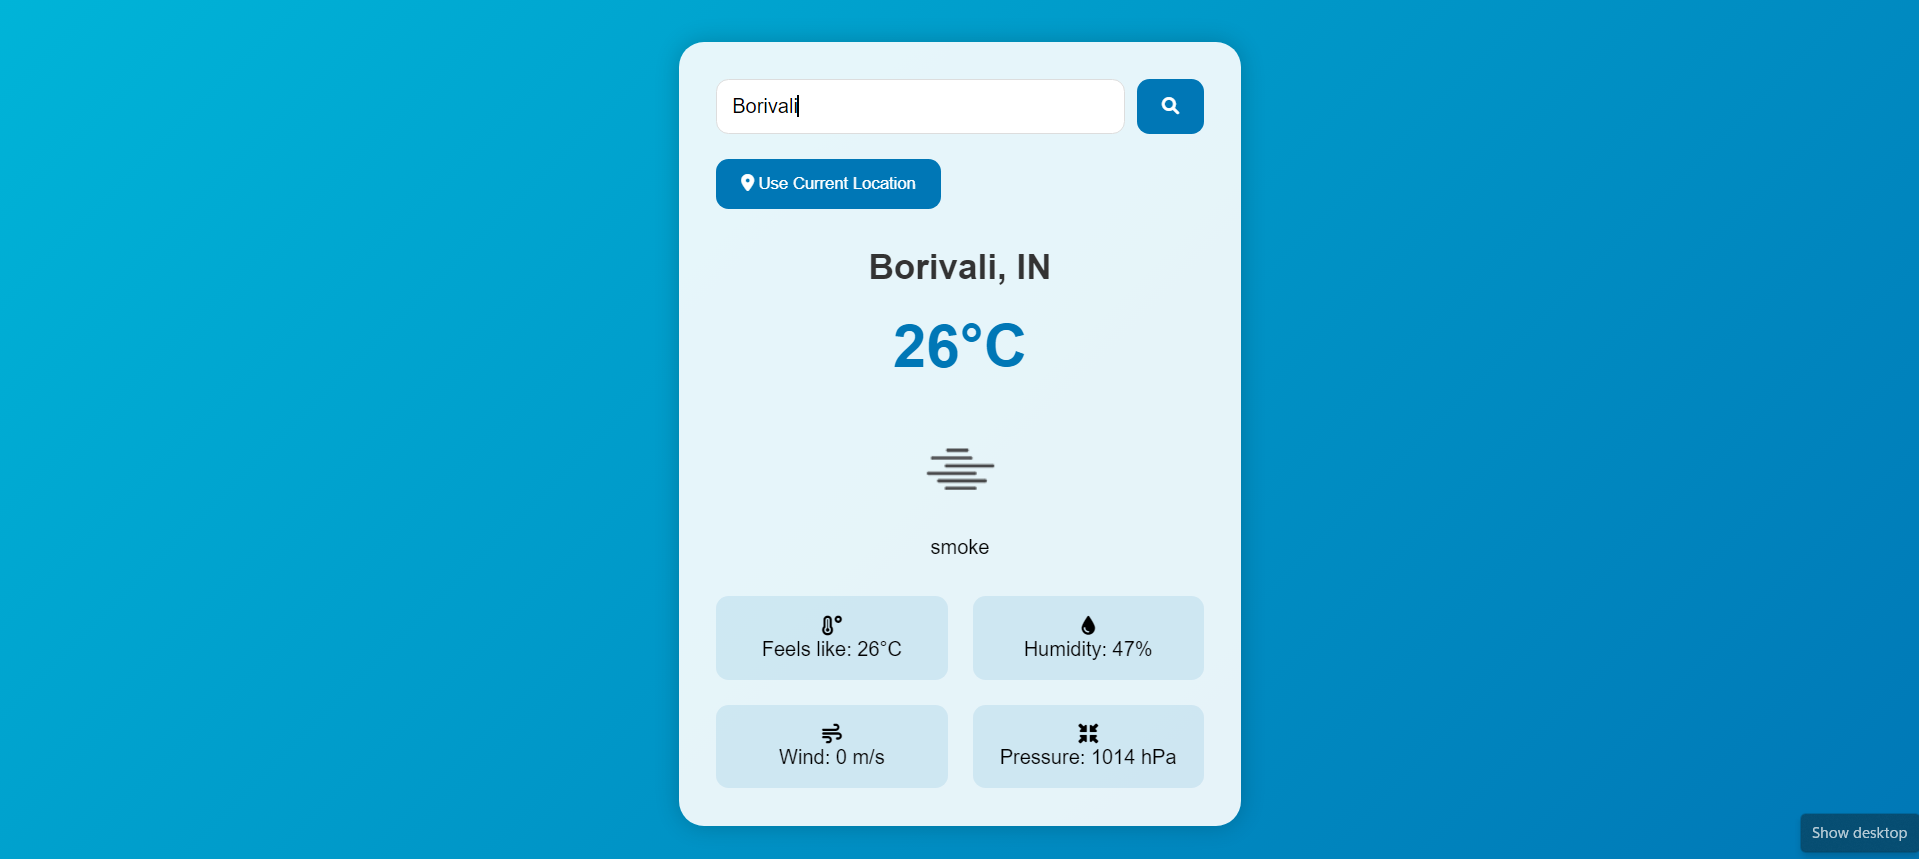 Borivali
Use Current Location
Borivali, IN
26°C
smoke
Feels like: 26°C
Humidity: 47%
Wind: 0 m/s
Pressure: 1014 hPa
Show desktop